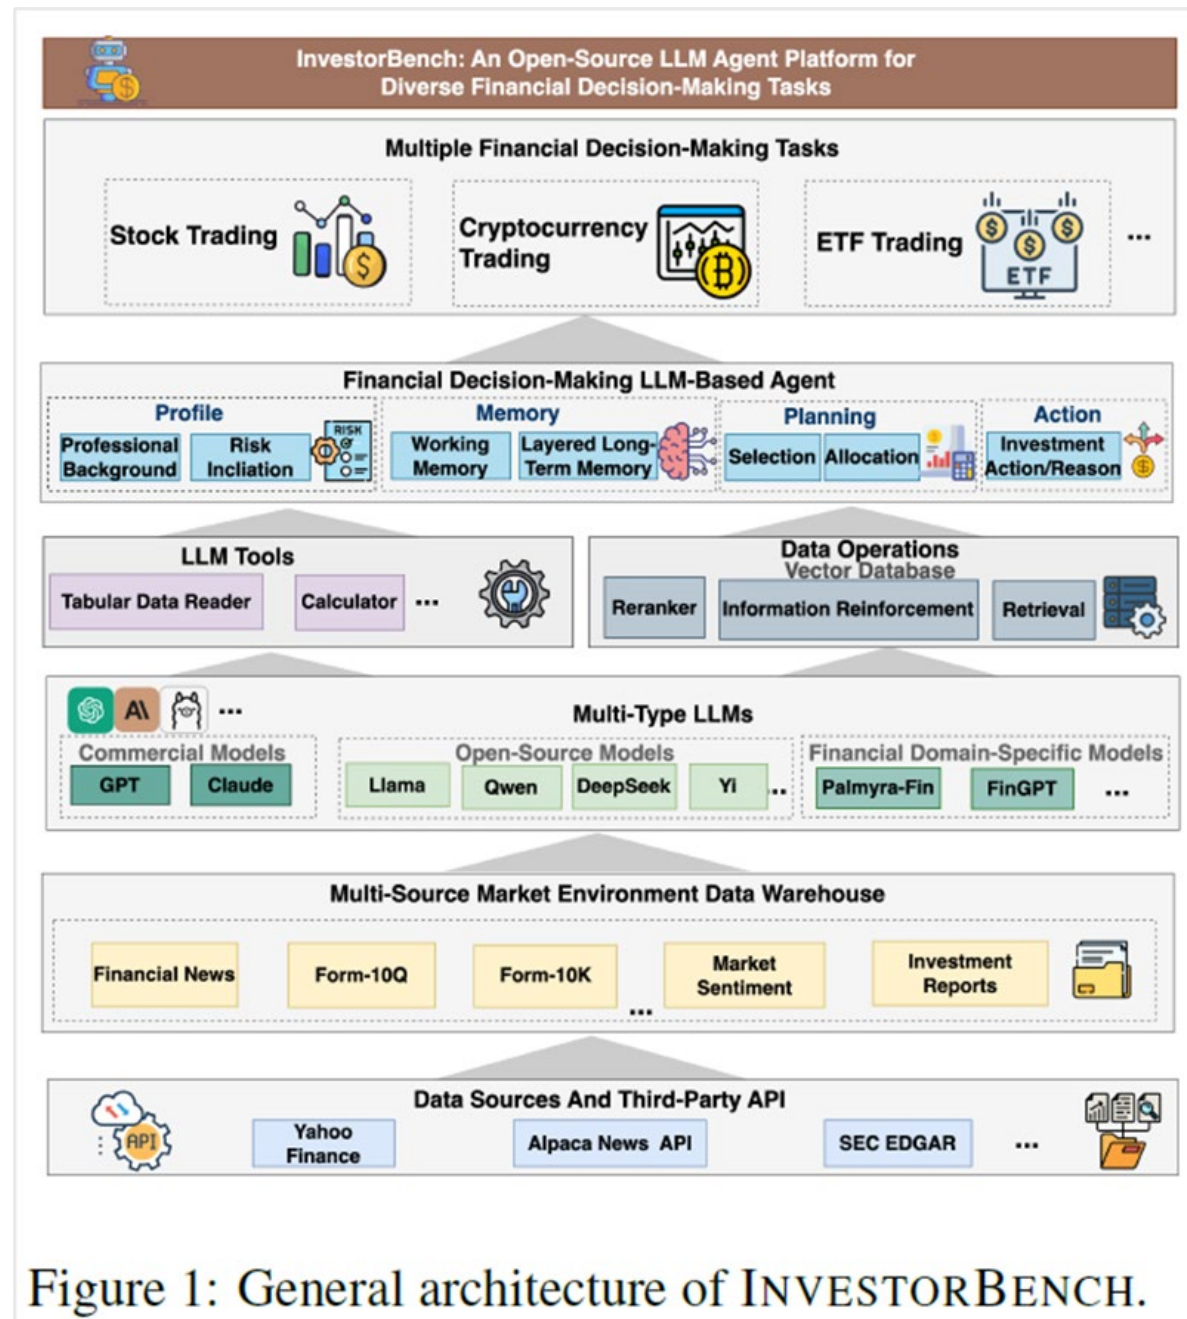 InvestorBench: An Open-Source LLM Agent Platform for
Diverse Financial Decision-Making Tasks
Multiple Financial Decision-Making Tasks
Stock Trading
Cryptocurrency
Trading
ETF Trading
ETF
...
Financial Decision-Making LLM-Based Agent
Profile
Professional
Background
Risk
Incliation
RISK
Memory
Working
Memory
Layered Long-
Term Memory
Planning
Selection
Allocation
Action
Investment
Action/Reason
LLM Tools
Tabular Data Reader
Calculator
...
Data Operations
Vector Database
Reranker
Information Reinforcement
Retrieval
A\
...
Multi-Type LLMs
Commercial Models
GPT
Claude
Open-Source Models
Llama
Qwen
DeepSeek
Yi
..
Financial Domain-Specific Models
Palmyra-Fin
FinGPT
...
Multi-Source Market Environment Data Warehouse
Financial News
Form-10Q
Form-10K
...
Market
Sentiment
Investment
Reports
Data Sources And Third-Party API
API
Yahoo
Finance
Alpaca News API
SEC EDGAR
...
Figure 1: General architecture of INVESTORBENCH.